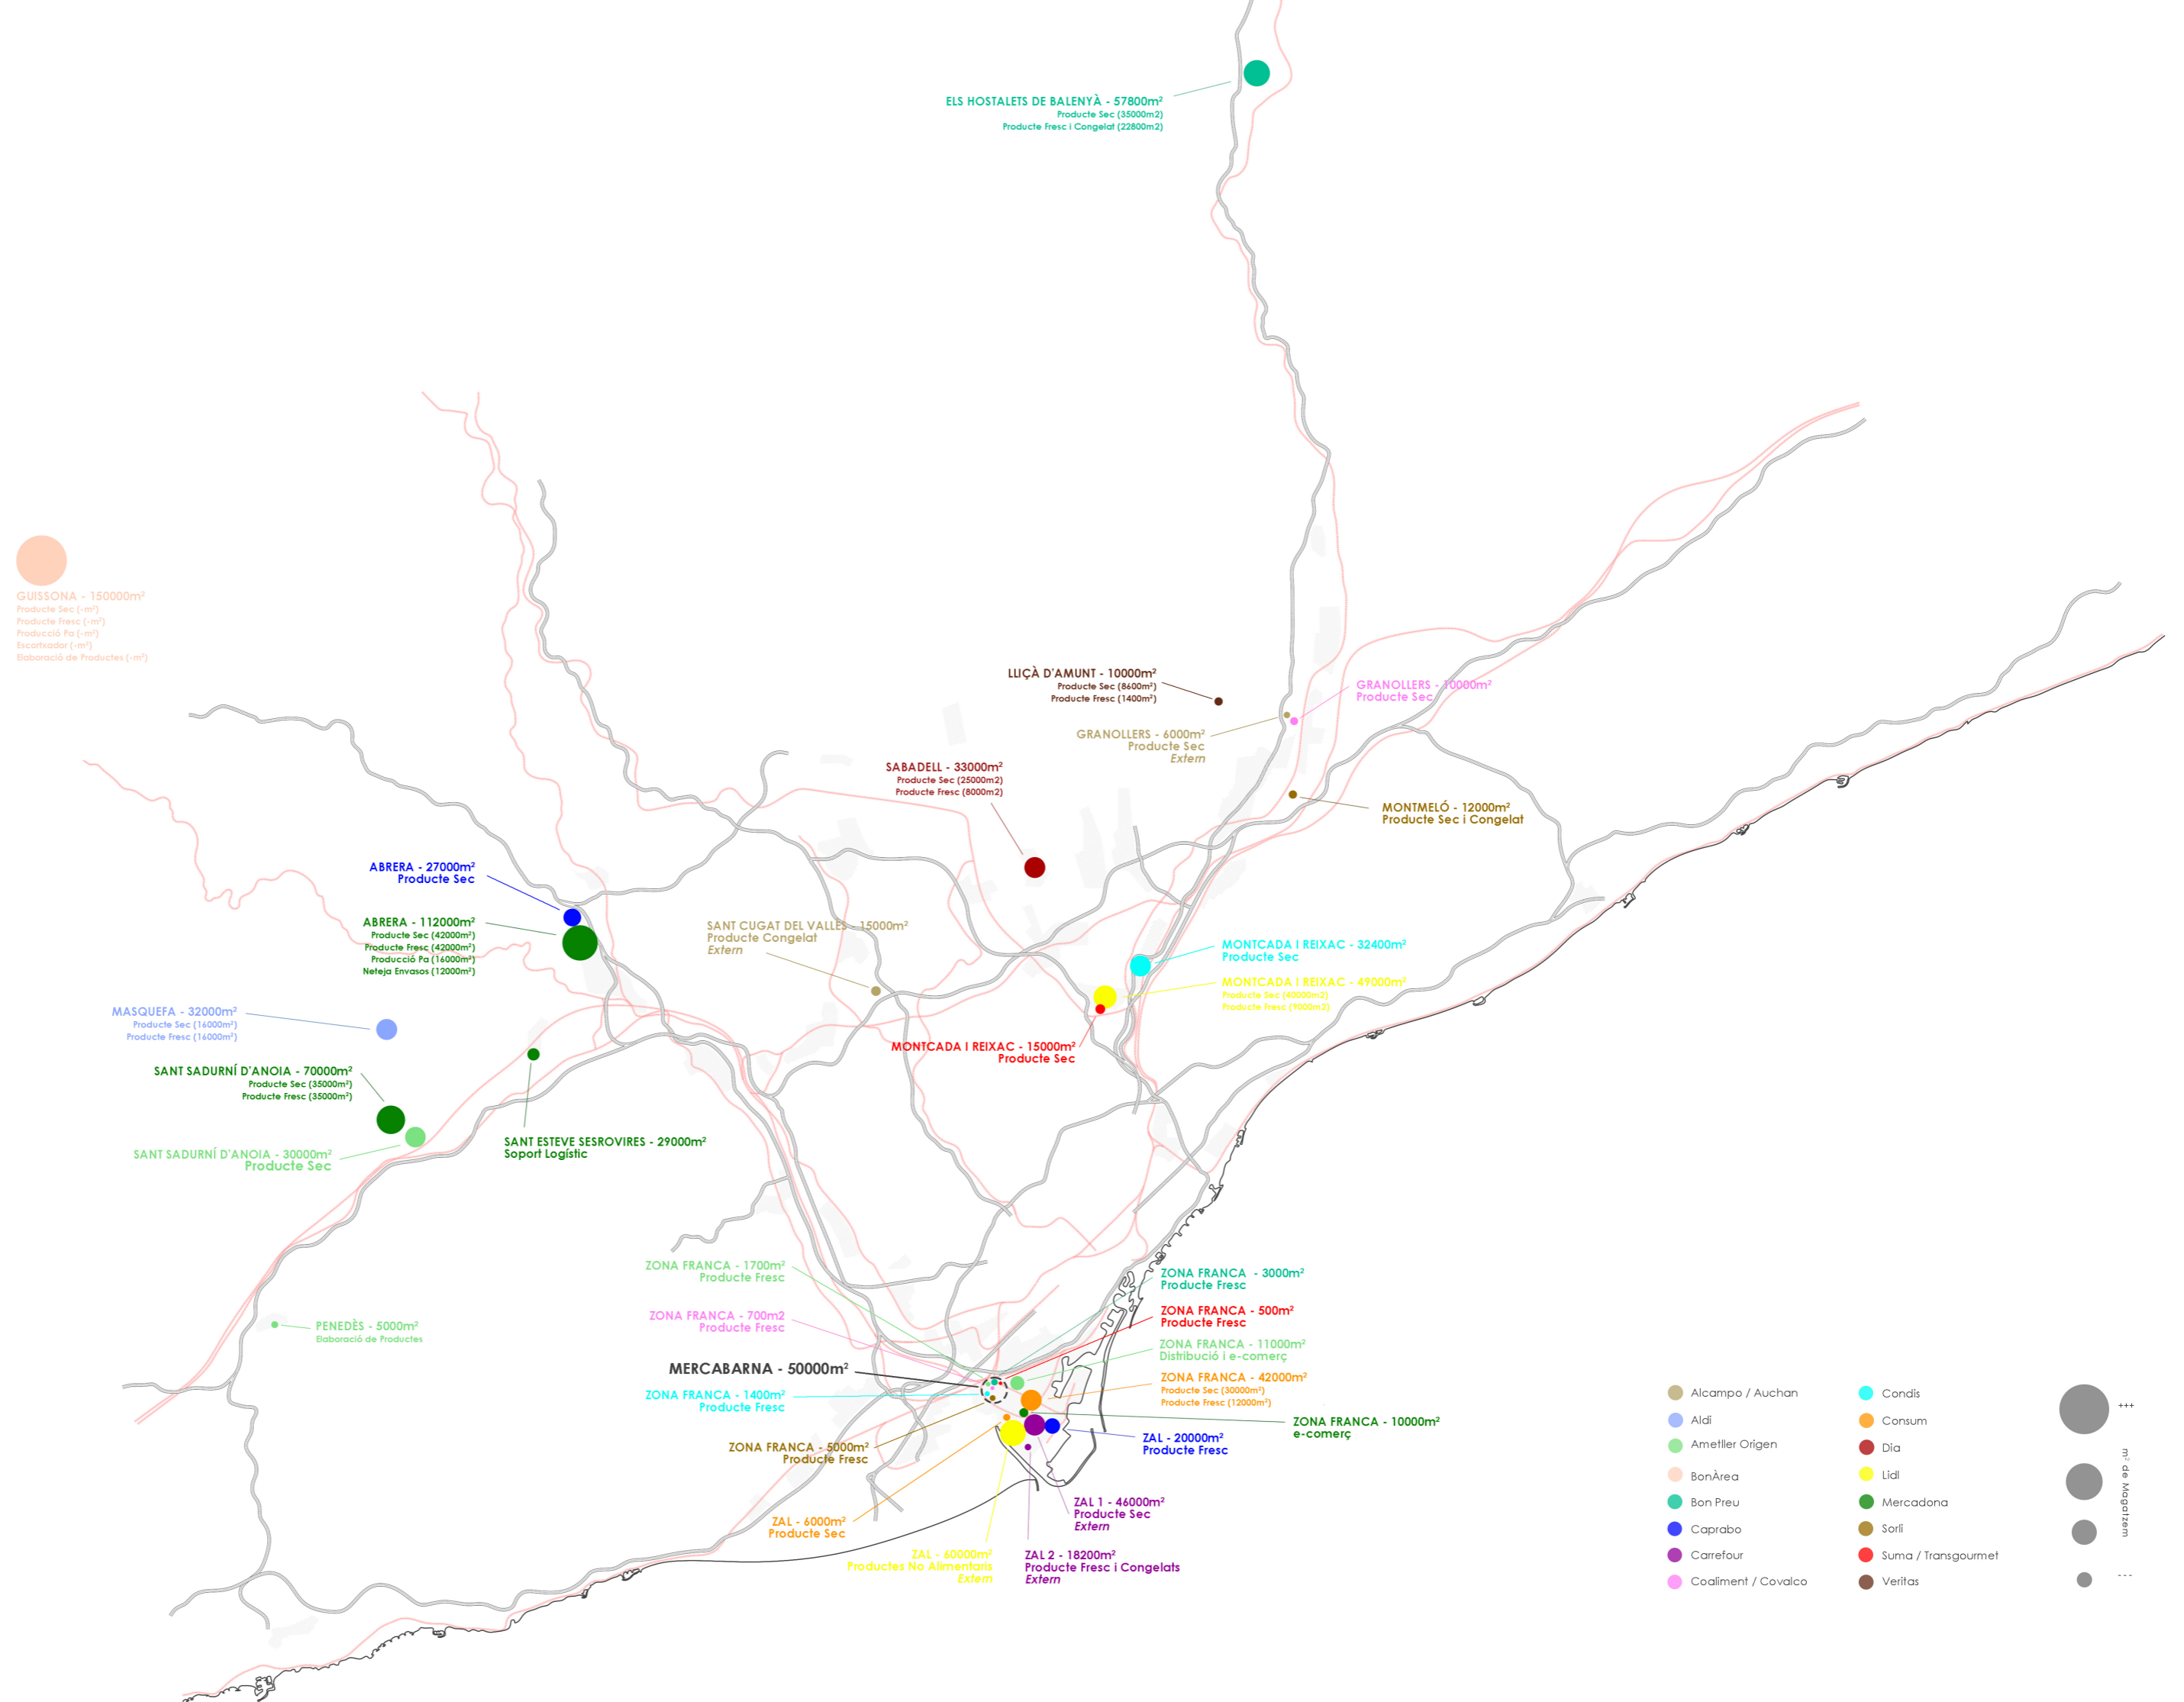 ELS HOSTALETS DE BALENYÀ - 57800m²
Producte Sec (35000m2)
Producte Fresc i Congelat (22800m2)
GUISSONA - 150000m²
Producte Sec (-m²)
Producte Fresc (-m²)
Producció Pa (-m²)
Escortxador (-m²)
Elaboració de Productes (-m²)
LLIÇÀ D'AMUNT - 10000m²
Producte Sec (8600m²)
Producte Fresc (1400m²)
GRANOLLERS - 10000m²
Producte Sec
GRANOLLERS - 6000m²
Producte Sec
Extern
SABADELL - 33000m²
Producte Sec (25000m2)
Producte Fresc (8000m2)
MONTMELÓ - 12000m²
Producte Sec i Congelat
ABRERA - 27000m²
Producte Sec
ABRERA - 112000m²
Producte Sec (42000m²)
Producte Fresc (42000m²)
Producció Pa (16000m²)
Neteja Envasos (12000m²)
SANT CUGAT DEL VALLES - 15000m²
Producte Congelat
Extern
MONTCADA I REIXAC - 32400m²
Producte Sec
MONTCADA I REIXAC - 49000m²
Producte Sec (40000m2)
Producte Fresc (9000m2)
MASQUEFA - 32000m²
Producte Sec (16000m²)
Producte Fresc (16000m²)
MONTCADA I REIXAC - 15000m²
Producte Sec
SANT SADURNÍ D'ANOIA - 70000m²
Producte Sec (35000m²)
Producte Fresc (35000m²)
SANT SADURNÍ D'ANOIA - 30000m²
Producte Sec
SANT ESTEVE SESROVIRES - 29000m²
Soport Logístic
ZONA FRANCA - 1700m²
Producte Fresc
ZONA FRANCA - 3000m²
Producte Fresc
ZONA FRANCA - 700m2
Producte Fresc
ZONA FRANCA - 500m²
Producte Fresc
PENEDÈS - 5000m²
Elaboració de Productes
ZONA FRANCA - 11000m²
Distribució i e-comerç
MERCABARNA - 50000m²
ZONA FRANCA - 42000m²
Producte Sec (30000m²)
Producte Fresc (12000m²)
ZONA FRANCA - 1400m²
Producte Fresc
ZONA FRANCA - 10000m²
e-comerç
ZONA FRANCA - 5000m²
Producte Fresc
ZAL - 20000m²
Producte Fresc
ZAL 1 - 46000m²
Producte Sec
Extern
ZAL - 6000m²
Producte Sec
ZAL - 60000m²
Productes No Alimentaris
Extern
ZAL 2 - 18200m²
Producte Fresc i Congelats
Extern
Alcampo / Auchan
Aldi
Ametller Origen
BonÀrea
Bon Preu
Caprabo
Carrefour
Coaliment / Covalco
Condis
Consum
Dia
Lidl
Mercadona
Sorli
Suma / Transgourmet
Veritas
+++
m² de Magatzem
---